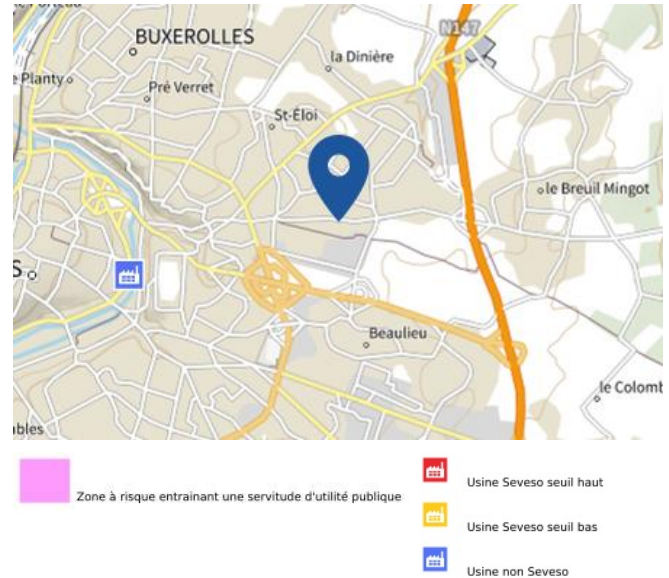 BUXEROLLES
N147
la Dinière
Planty
Pré Verret
St-Éloi
le Breuil Mingot
S
Beaulieu
le Colomb
ables
Zone à risque entrainant une servitude d'utilité publique
Usine Seveso seuil haut
Usine Seveso seuil bas
Usine non Seveso